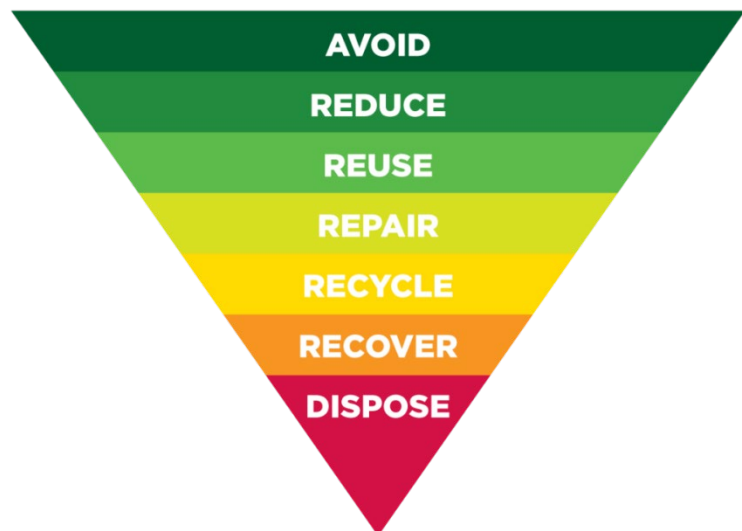 AVOID
REDUCE
REUSE
REPAIR
RECYCLE
RECOVER
DISPOSE